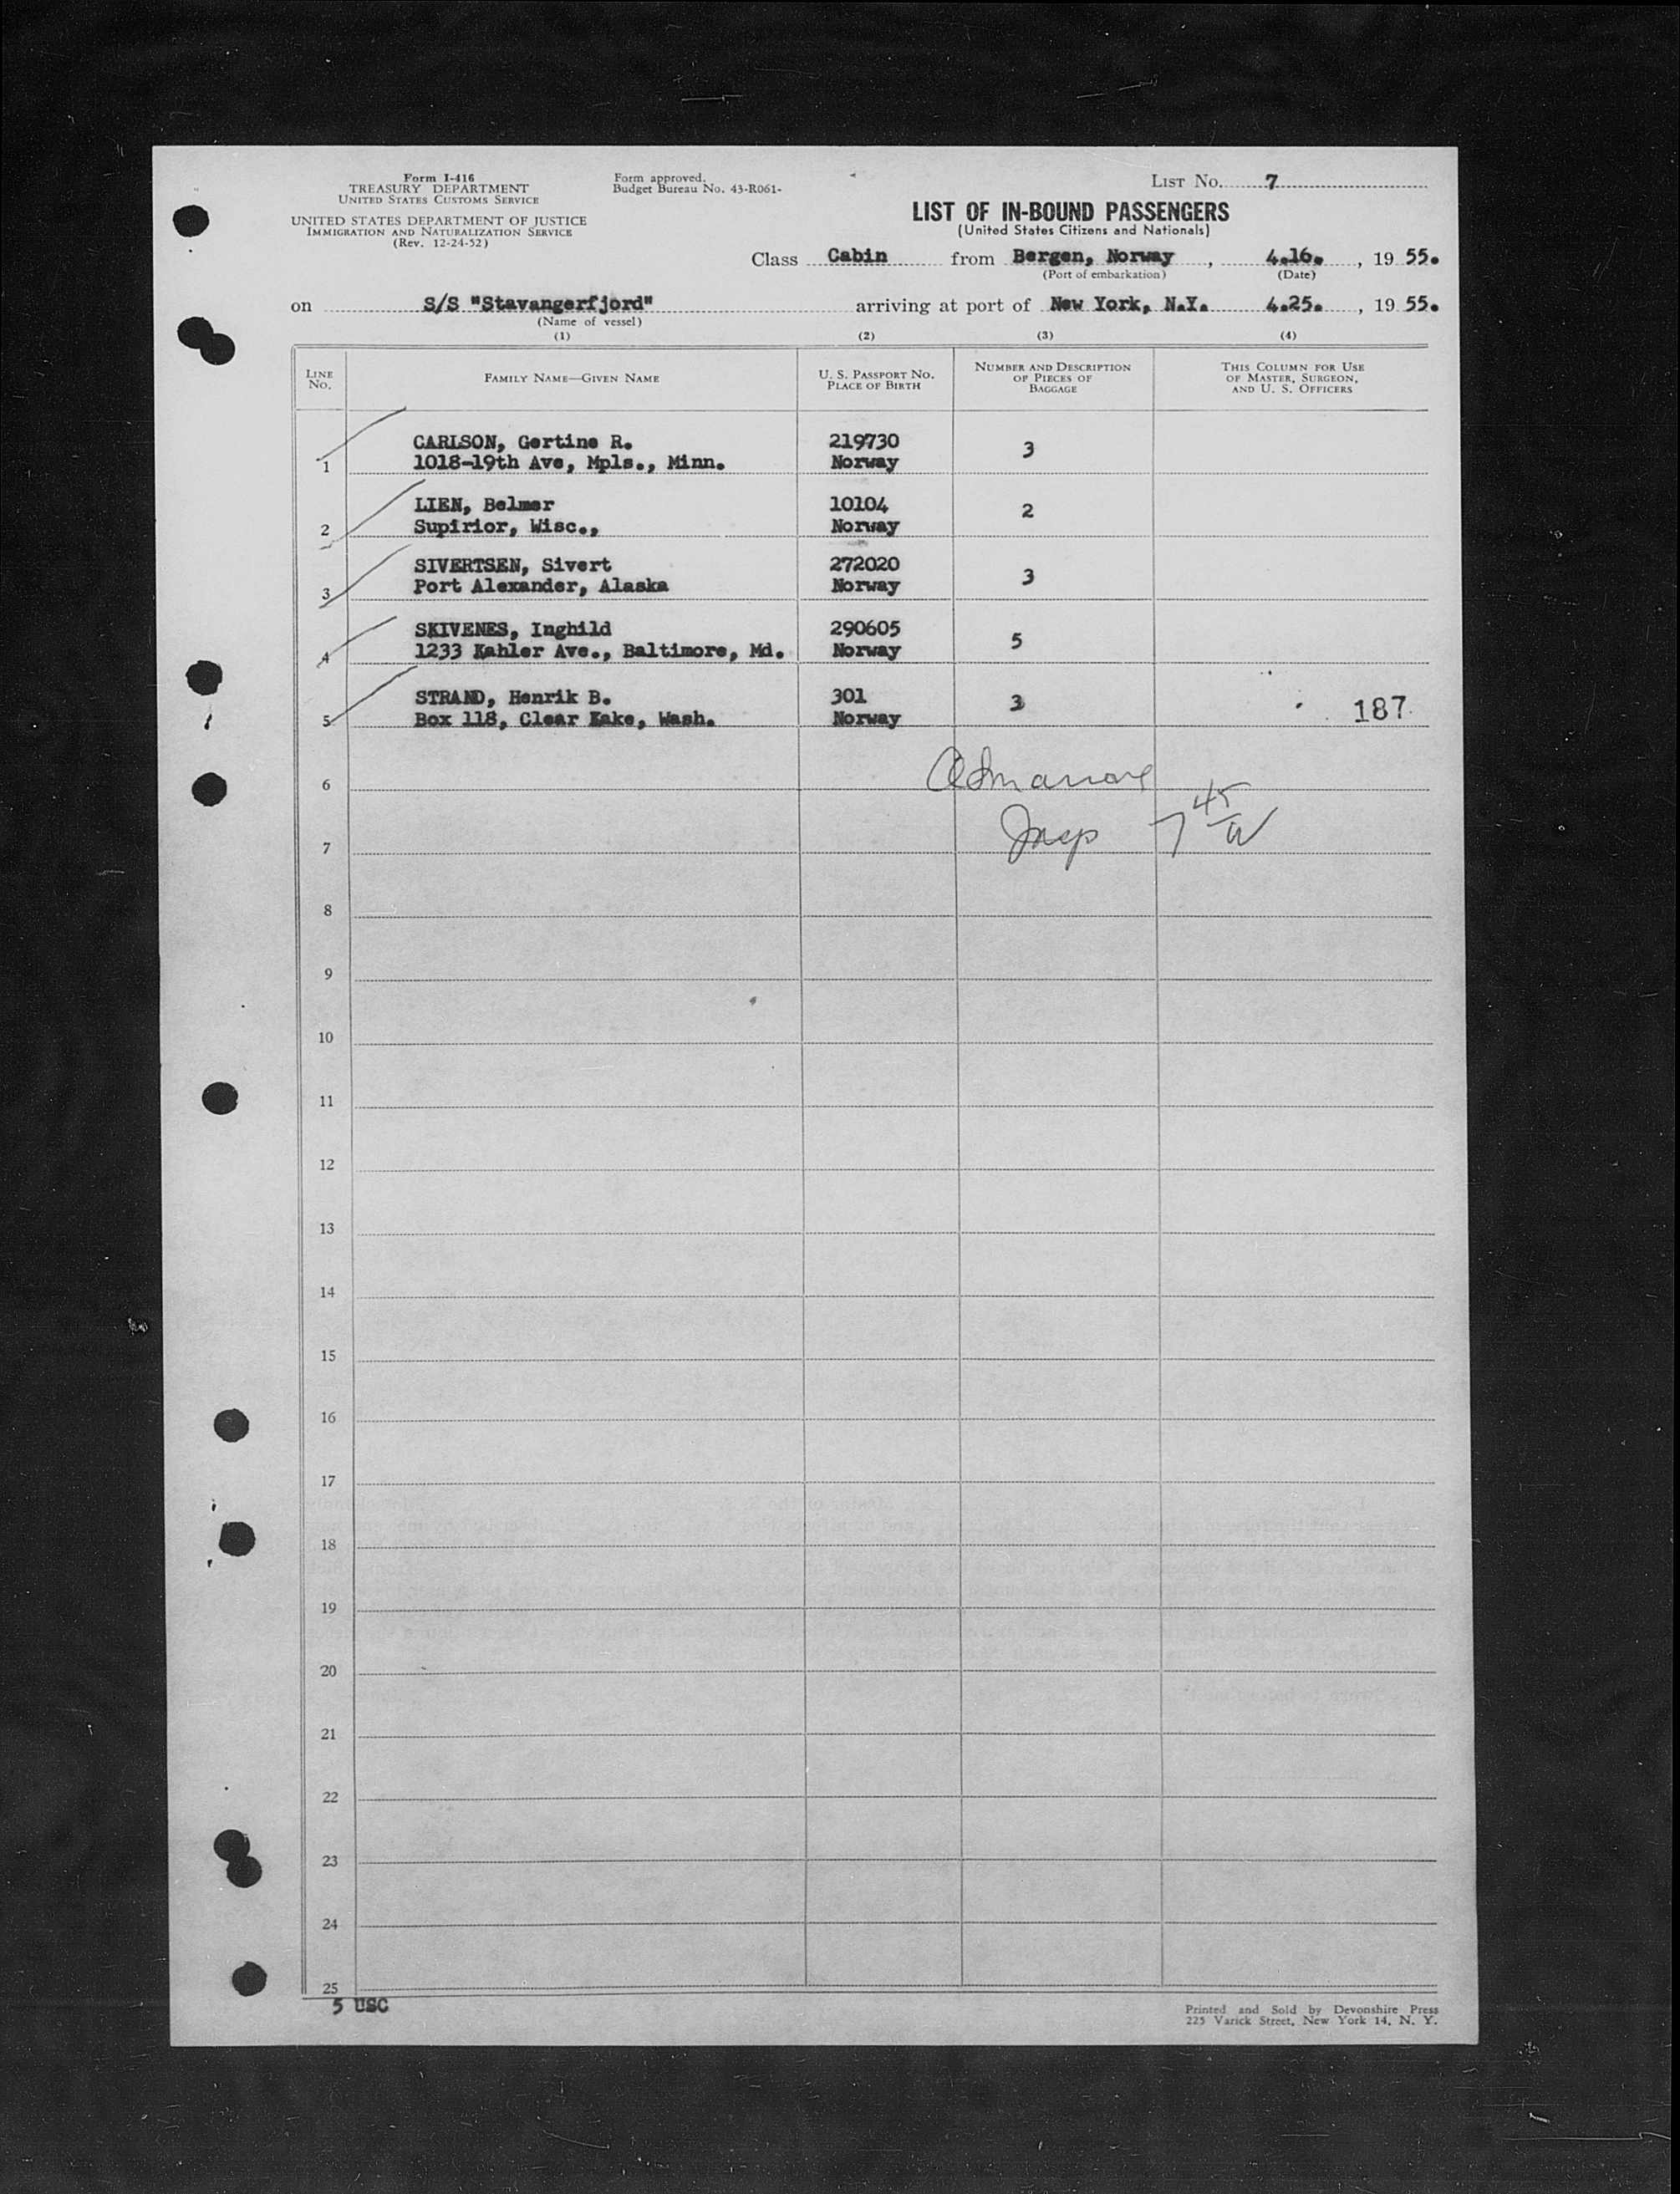 Form I-416
TREASURY DEPARTMENT
UNITED STATES CUSTOMS SERVICE
UNITED STATES DEPARTMENT OF JUSTICE
IMMIGRATION AND NATURALIZATION SERVICE
(Rev. 12-24-52)
Form approved.
Budget Bureau No. 43-R061-
LIST No. 7
LIST OF IN-BOUND PASSENGERS
(United States Citizens and Nationals)
Class Cabin from Bergen, Norway, 4.16., 19 55.
(Port of embarkation) (Date)
on S/S "Stavangerfjord" arriving at port of New York, N.Y. 4.25., 19 55.
(Name of vessel)
(1) (2) (3) (4)
LINE No. FAMILY NAME—GIVEN NAME U. S. PASSPORT NO. PLACE OF BIRTH NUMBER AND DESCRIPTION OF PIECES OF BAGGAGE THIS COLUMN FOR USE OF MASTER, SURGEON, AND U. S. OFFICERS
CARLSON, Gertine R. 219730 3
1 1018-19th Ave, Mpls., Minn. Norway
LIEN, Belmer 10104 2
2 Supirior, Wisc., Norway
SIVERTSEN, Sivert 272020 3
3 Port Alexander, Alaska Norway
SKIVENES, Inghild 290605 5
4 1233 Kahler Ave., Baltimore, Md. Norway
STRAND, Henrik B. 301 3 187
5 Box 118, Clear Kake, Wash. Norway
6
7 7 45
8
9
10
11
12
13
14
15
16
17
18
19
20
21
22
23
24
25
5 USC
Printed and Sold by Devonshire Press
225 Varick Street, New York 14, N. Y.